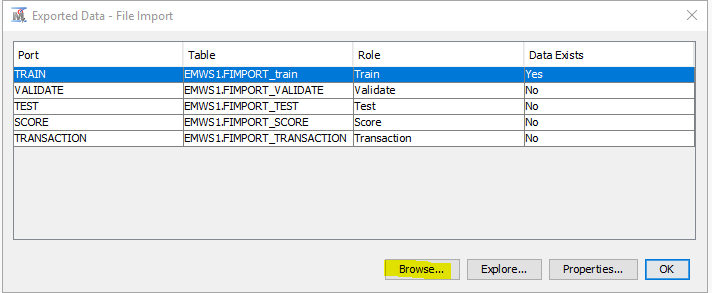 Exported Data - File Import
Port Table Role Data Exists
TRAIN EMWS1.FIMPORT_train Train Yes
VALIDATE EMWS1.FIMPORT_VALIDATE Validate No
TEST EMWS1.FIMPORT_TEST Test No
SCORE EMWS1.FIMPORT_SCORE Score No
TRANSACTION EMWS1.FIMPORT_TRANSACTION Transaction No
Browse... Explore... Properties... OK